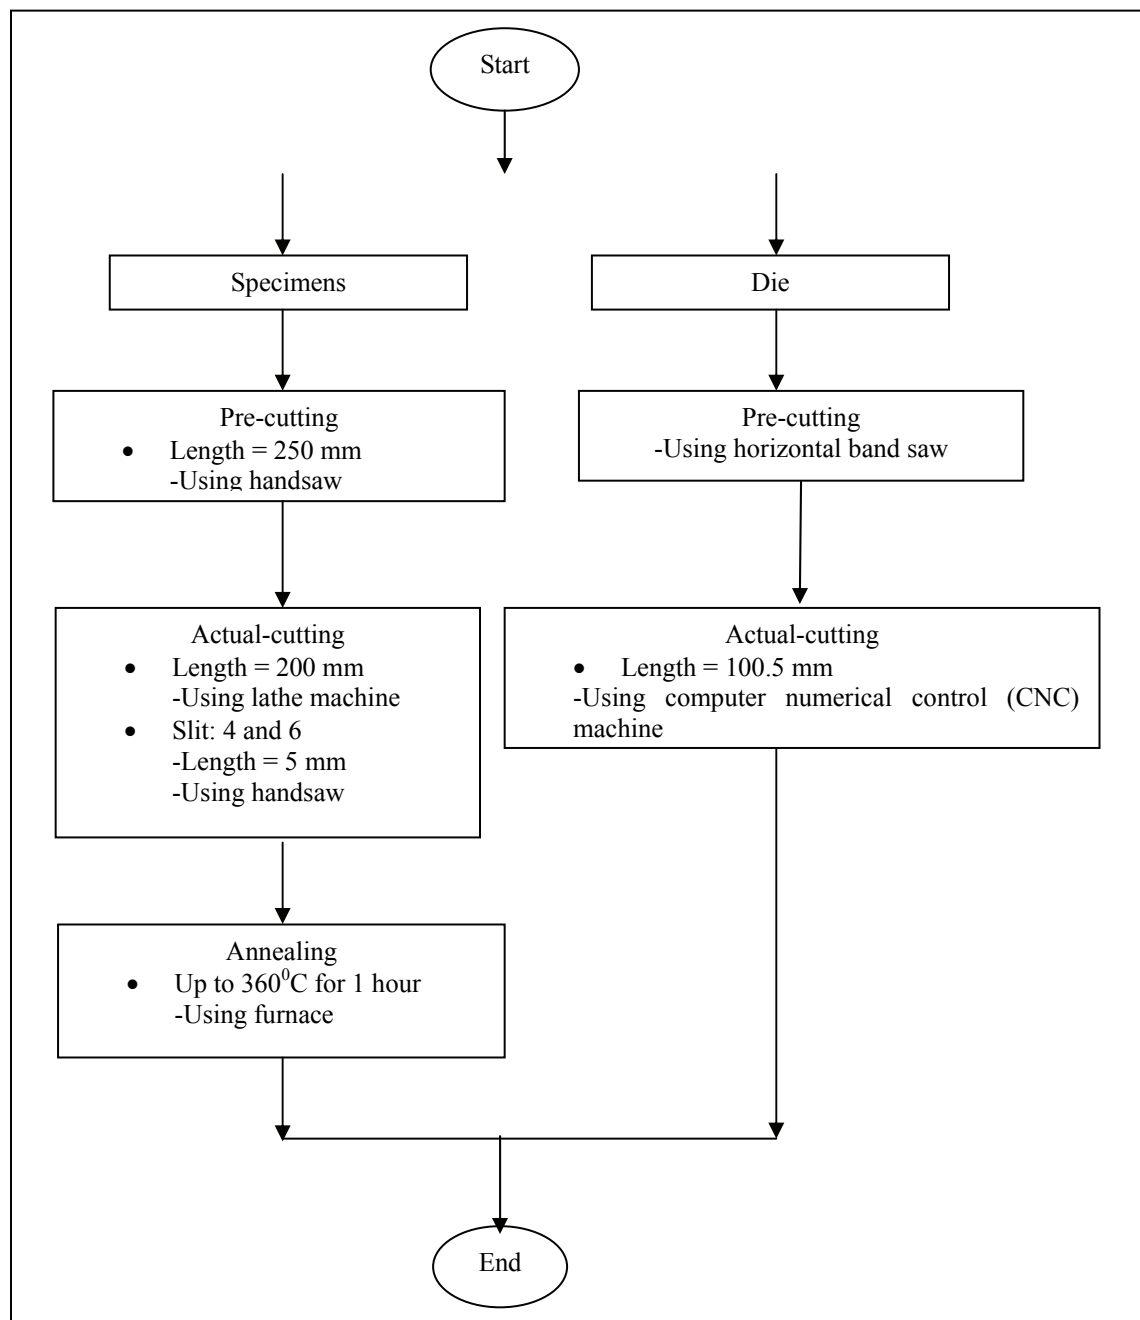 Start
Specimens
Die
Pre-cutting
• Length = 250 mm
-Using handsaw
Pre-cutting
-Using horizontal band saw
Actual-cutting
• Length = 200 mm
-Using lathe machine
• Slit: 4 and 6
-Length = 5 mm
-Using handsaw
Actual-cutting
• Length = 100.5 mm
-Using computer numerical control (CNC)
machine
Annealing
• Up to 360⁰C for 1 hour
-Using furnace
End